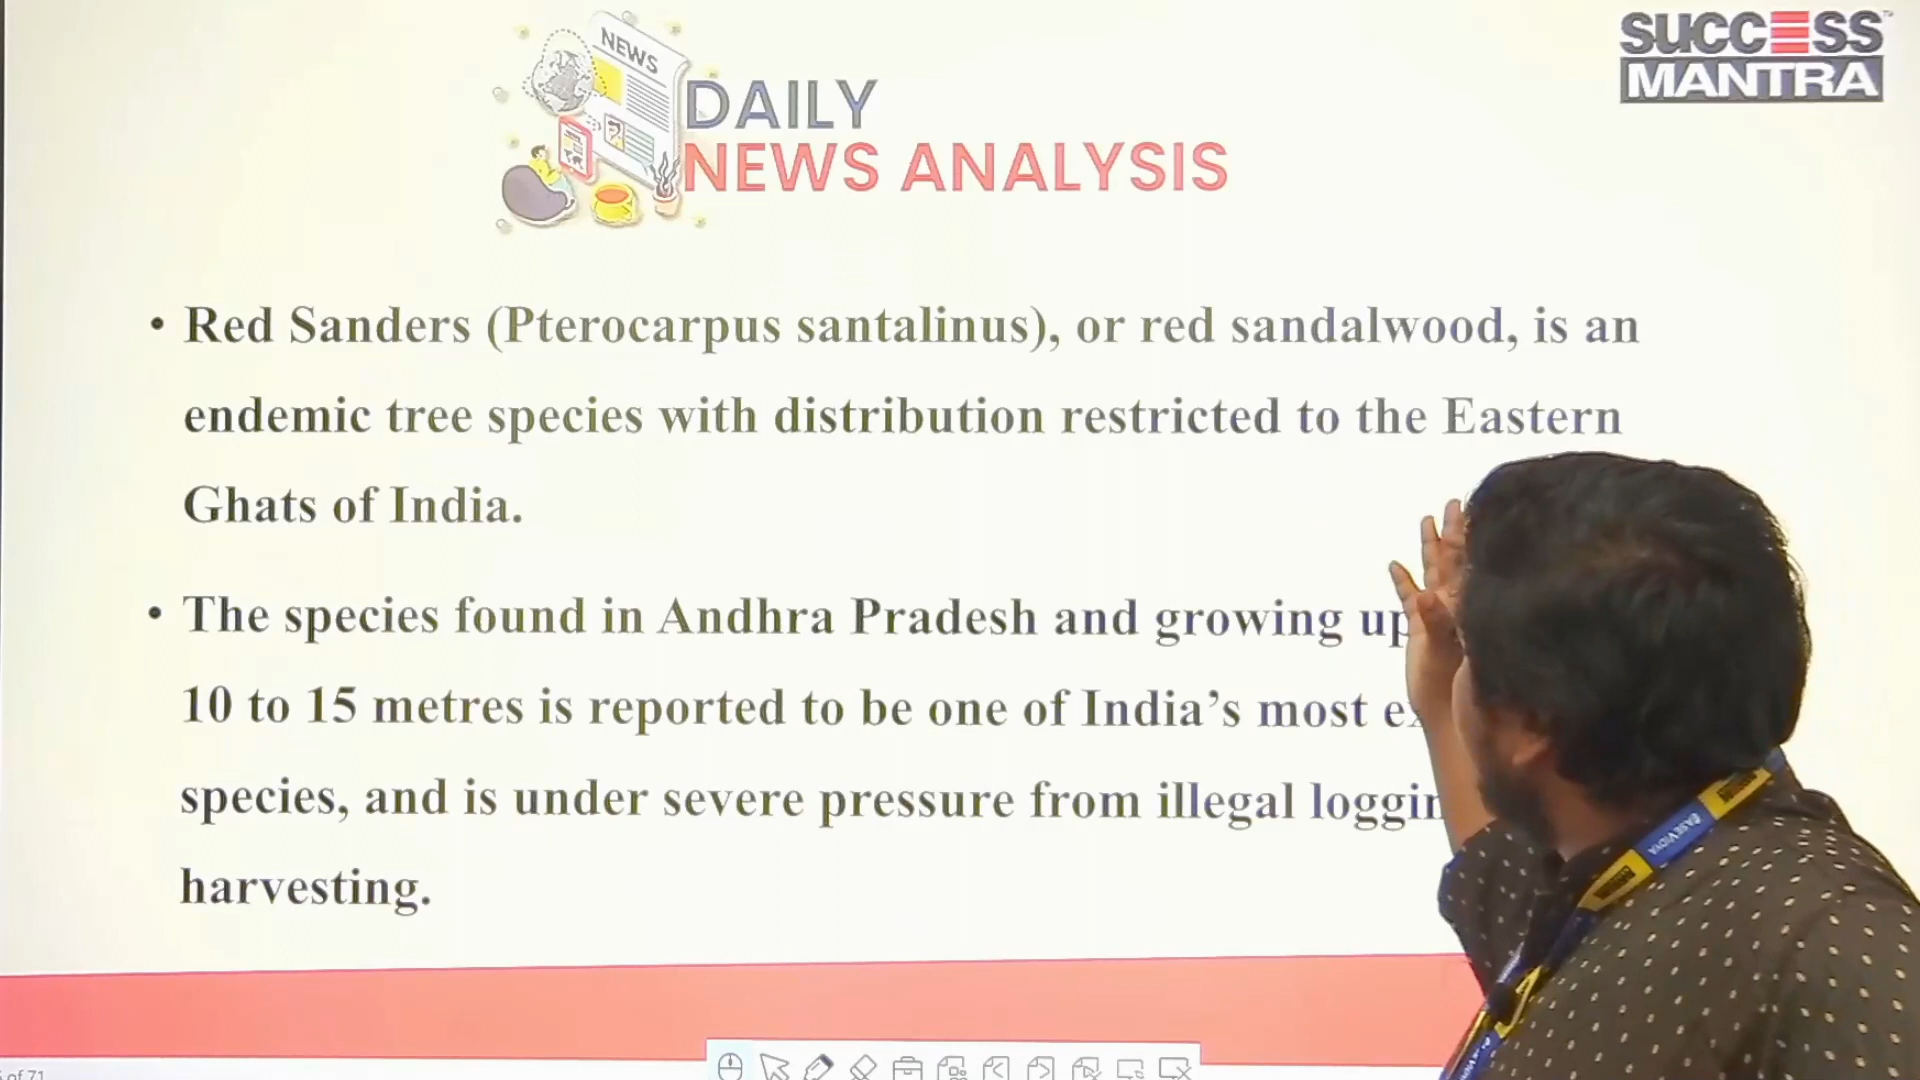 NEWS
DAILY
NEWS ANALYSIS
SUCCESS
MANTRA
• Red Sanders (Pterocarpus santalinus), or red sandalwood, is an
endemic tree species with distribution restricted to the Eastern
Ghats of India.
• The species found in Andhra Pradesh and growing up
10 to 15 metres is reported to be one of India’s most
species, and is under severe pressure from illegal
harvesting.
of 71